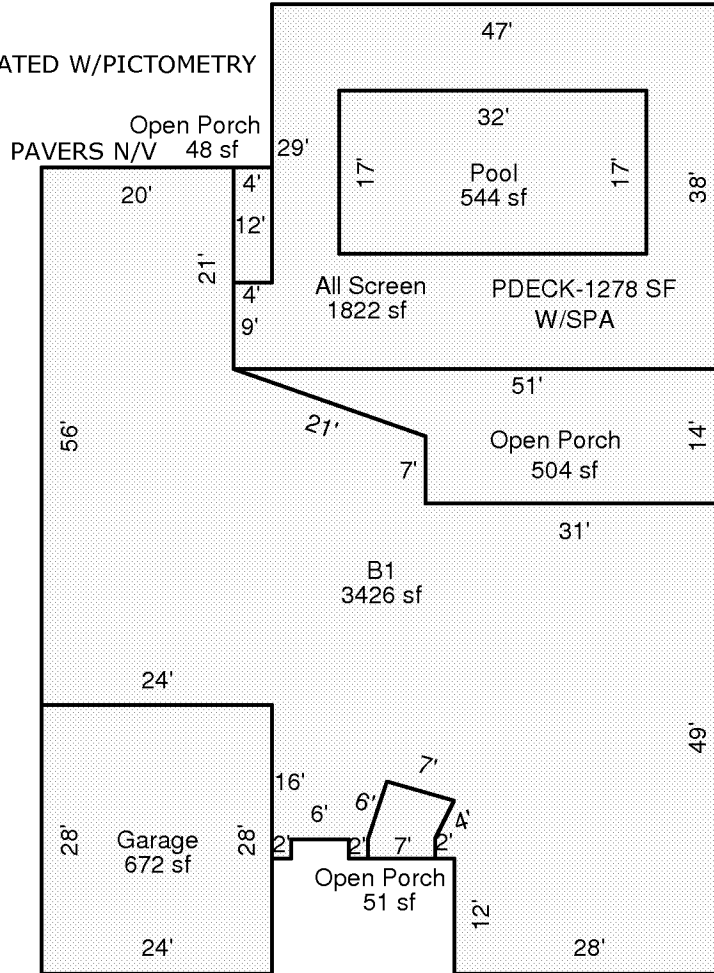 47'
ATED W/PICTOMETRY
32'
Open Porch
48 sf
PAVERS N/V
29'
17'
Pool
544 sf
17'
38'
20'
4'
12'
21'
4'
9'
All Screen
1822 sf
PDECK-1278 SF
W/SPA
51'
21'
56'
7'
Open Porch
504 sf
14'
31'
B1
3426 sf
24'
49'
16'
7'
6'
6'
4'
28'
Garage
672 sf
28'
2'
2'
7'
2'
Open Porch
51 sf
12'
24'
28'